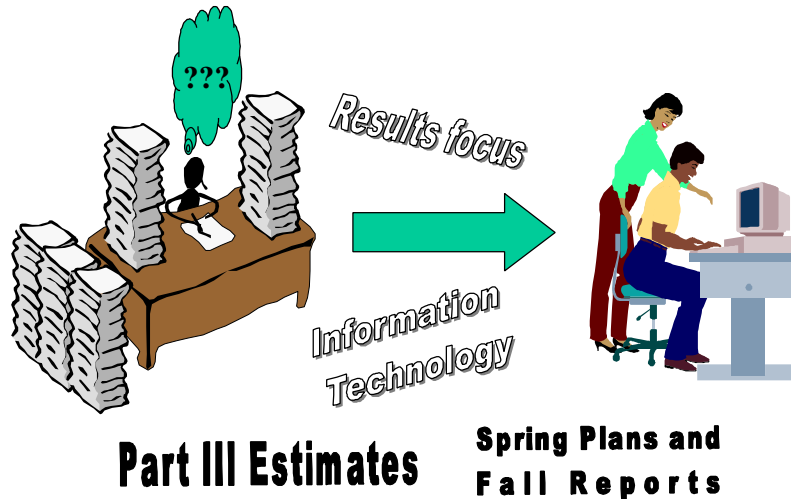 ???
Results focus
Information
Technology
Part III Estimates
Spring Plans and
Fall Reports